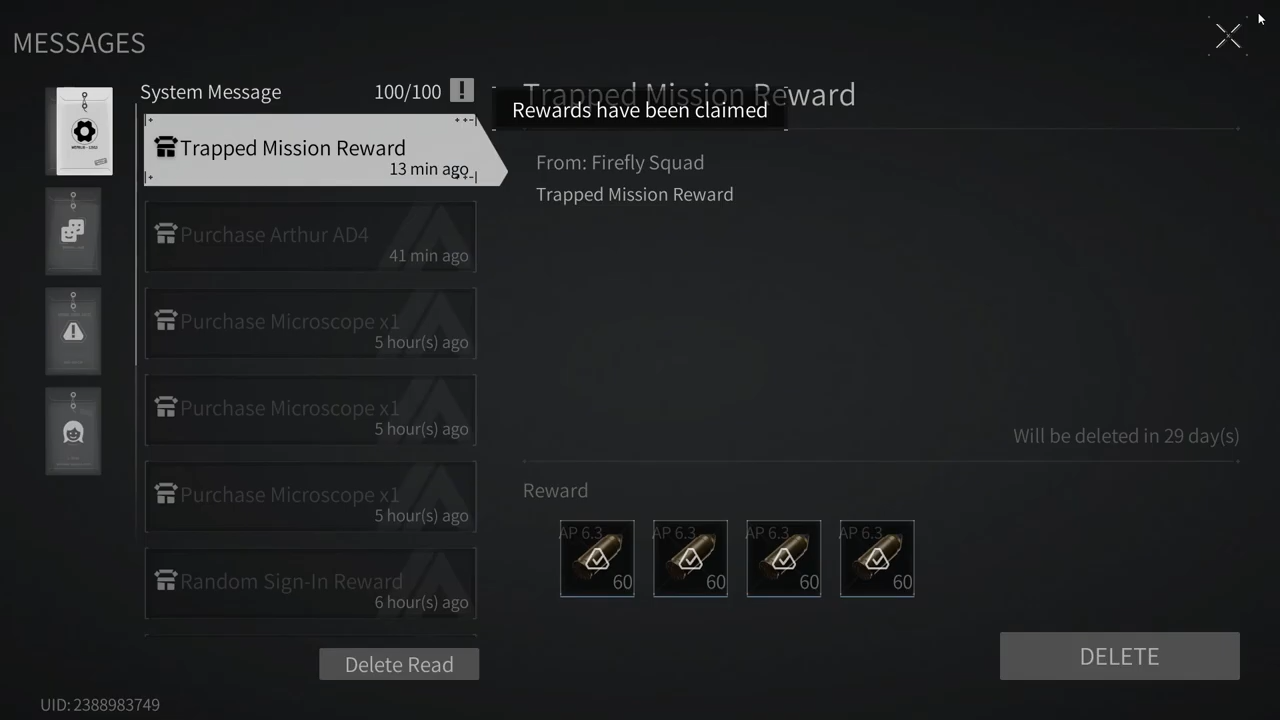 MESSAGES
System Message 100/100
Trapped Mission Reward
13 min ago
Purchase Arthur AD4
41 min ago
Purchase Microscope x1
5 hour(s) ago
Purchase Microscope x1
5 hour(s) ago
Purchase Microscope x1
5 hour(s) ago
Random Sign-In Reward
6 hour(s) ago
Delete Read
UID: 2388983749
Trapped Mission Reward
Rewards have been claimed
From: Firefly Squad
Trapped Mission Reward
Will be deleted in 29 day(s)
Reward
AP 6.3 AP 6.3 AP 6.3 AP 6.3
60 60 60 60
DELETE